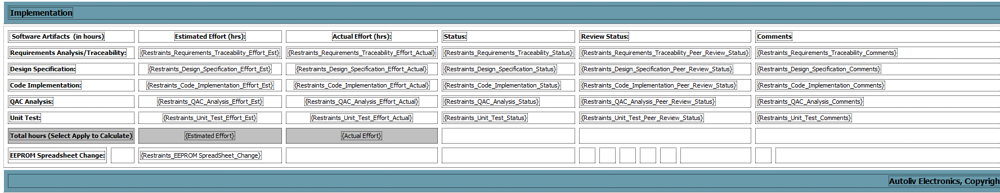 Implementation
Software Artifacts (in hours) Estimated Effort (hrs): Actual Effort (hrs): Status: Review Status: Comments
Requirements Analysis/Traceability: {Restraints_Requirements_Traceability_Effort_Est} {Restraints_Requirements_Traceability_Effort_Actual} {Restraints_Requirements_Traceability_Status} {Restraints_Requirements_Traceability_Peer_Review_Status} {Restraints_Requirements_Traceability_Comments}
Design Specification: {Restraints_Design_Specification_Effort_Est} {Restraints_Design_Specification_Effort_Actual} {Restraints_Design_Specification_Status} {Restraints_Design_Specification_Peer_Review_Status} {Restraints_Design_Specification_Comments}
Code Implementation: {Restraints_Code_Implementation_Effort_Est} {Restraints_Code_Implementation_Effort_Actual} {Restraints_Code_Implementation_Status} {Restraints_Code_Implementation_Peer_Review_Status} {Restraints_Code_Implementation_Comments}
QAC Analysis: {Restraints_QAC_Analysis_Effort_Est} {Restraints_QAC_Analysis_Effort_Actual} {Restraints_QAC_Analysis_Status} {Restraints_QAC_Analysis_Peer_Review_Status} {Restraints_QAC_Analysis_Comments}
Unit Test: {Restraints_Unit_Test_Effort_Est} {Restraints_Unit_Test_Effort_Actual} {Restraints_Unit_Test_Status} {Restraints_Unit_Test_Peer_Review_Status} {Restraints_Unit_Test_Comments}
Total hours (Select Apply to Calculate) {Estimated Effort} {Actual Effort}
EEPROM Spreadsheet Change: {Restraints_EEPROM SpreadSheet_Change}
Autoliv Electronics, Copyrigh